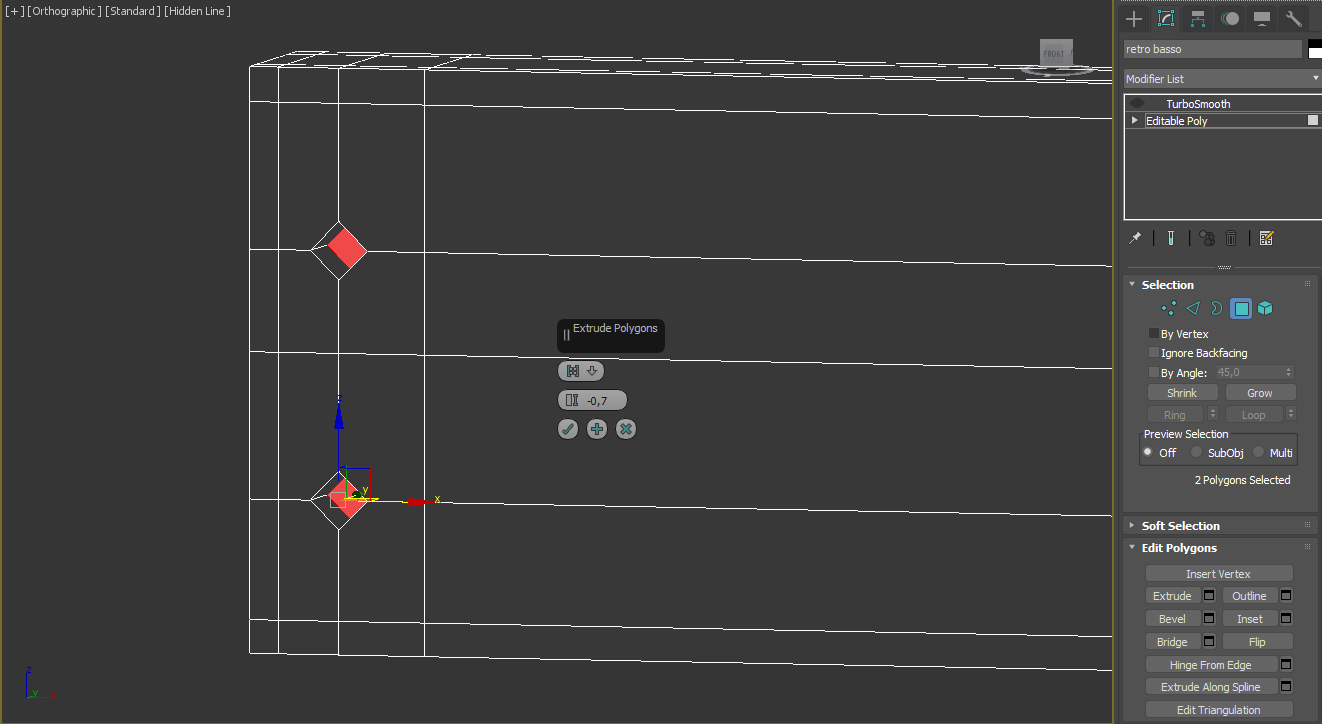 [+] [Orthographic] [Standard] [Hidden Line]
FRONT
retro basso
Modifier List
TurboSmooth
Editable Poly
Selection
By Vertex
Ignore Backfacing
By Angle: 45,0
Shrink Grow
Ring Loop
Preview Selection
Off SubObj Multi
2 Polygons Selected
Soft Selection
Edit Polygons
Insert Vertex
Extrude Outline
Bevel Inset
Bridge Flip
Hinge From Edge
Extrude Along Spline
Edit Triangulation
Extrude Polygons
-0,7
z
y
x
z
y
x